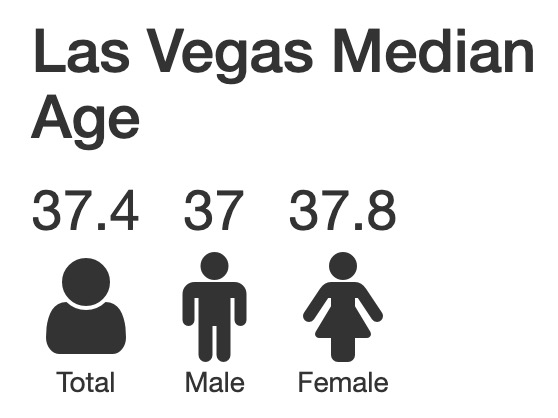 Las Vegas Median
Age
37.4 37 37.8
Total Male Female